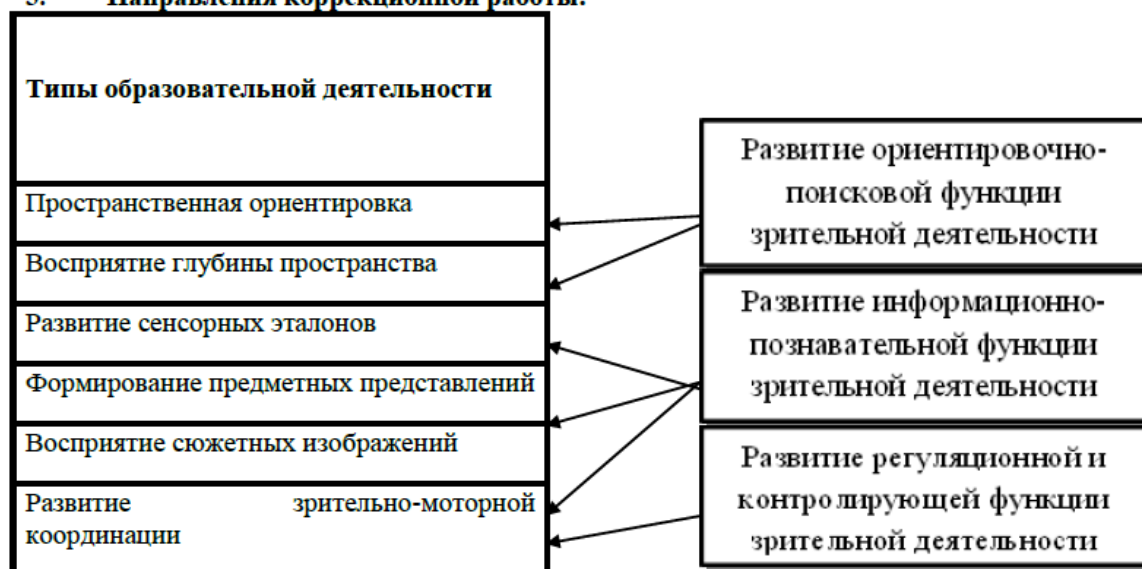 3. Направления коррекционной работы:
Типы образовательной деятельности
Пространственная ориентировка
Восприятие глубины пространства
Развитие сенсорных эталонов
Формирование предметных представлений
Восприятие сюжетных изображений
Развитие зрительно-моторной
координации
Развитие ориентировочно-
поисковой функции
зрительной деятельности
Развитие информационно-
познавательной функции
зрительной деятельности
Развитие регуляционной и
контролирующей функции
зрительной деятельности